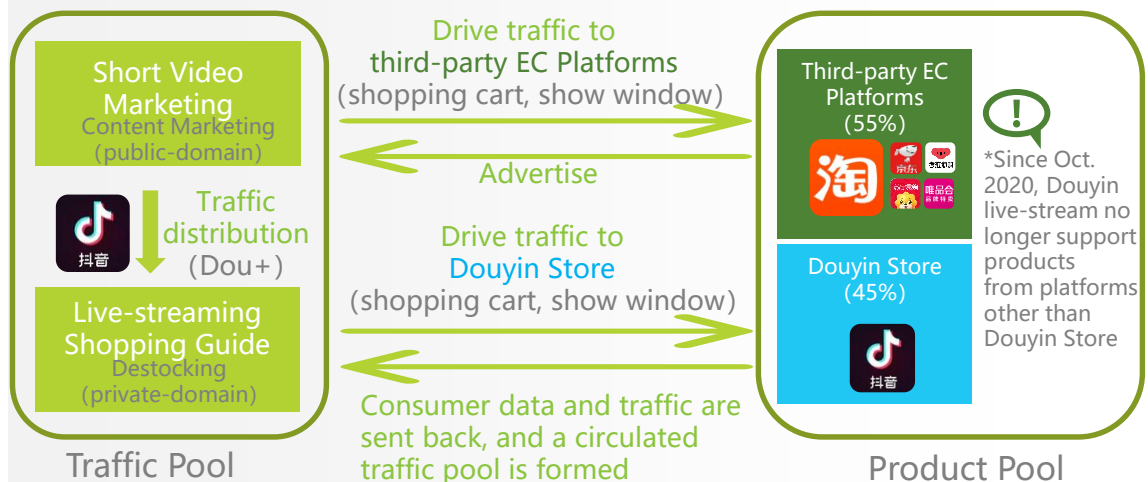 Short Video
Marketing
Content Marketing
(public-domain)
抖音
Traffic
distribution
(Dou+)
Live-streaming
Shopping Guide
Destocking
(private-domain)
Traffic Pool
Drive traffic to
third-party EC Platforms
(shopping cart, show window)
Advertise
Drive traffic to
Douyin Store
(shopping cart, show window)
Consumer data and traffic are
sent back, and a circulated
traffic pool is formed
Third-party EC
Platforms
(55%)
淘
京东
唯品会
品牌特卖
Douyin Store
(45%)
抖音
!
*Since Oct.
2020, Douyin
live-stream no
longer support
products
from platforms
other than
Douyin Store
Product Pool